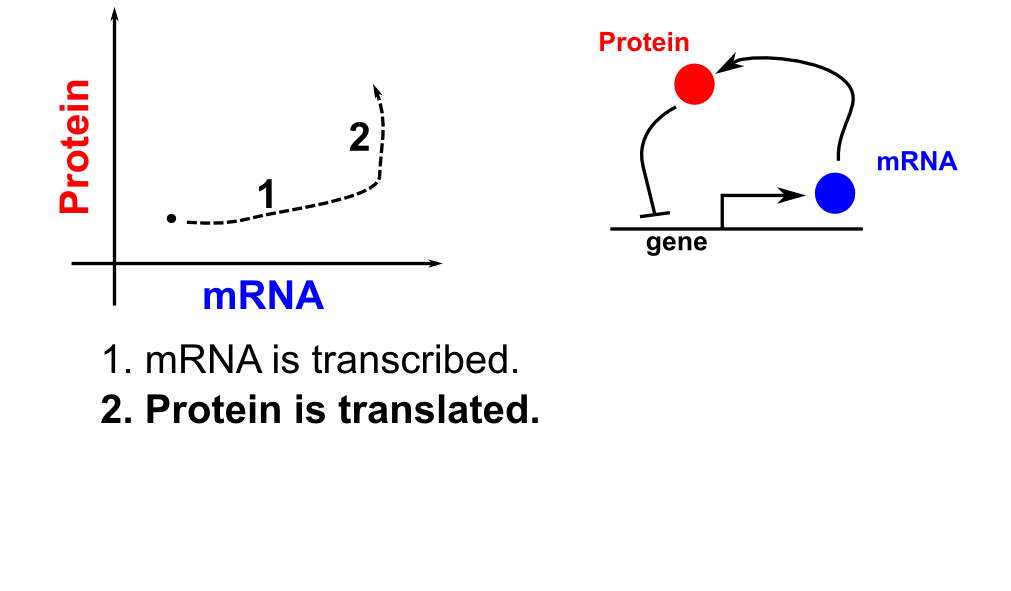 Protein
2
1
mRNA
Protein
mRNA
gene
1. mRNA is transcribed.
2. Protein is translated.